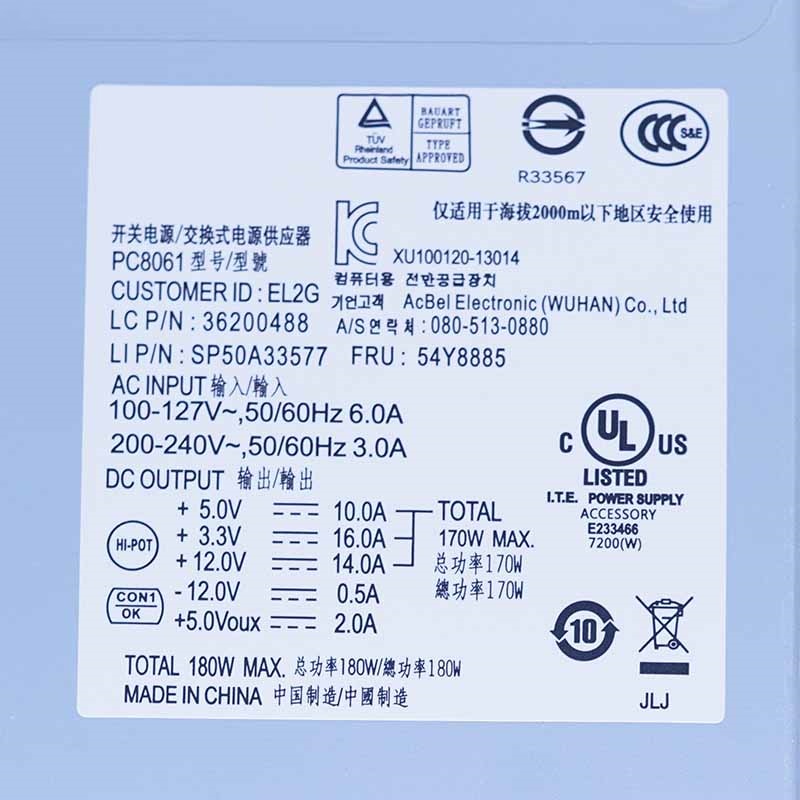 TÜV
Rheinland
Product Safety
BAUART
GEPRUFT
TYPE
APPROVED
R33567
CCC S&E
仅适用于海拔2000m以下地区安全使用
开关电源/交换式电源供应器
PC8061 型号/型號
CUSTOMER ID : EL2G
LC P/N : 36200488
LI P/N : SP50A33577 FRU : 54Y8885
XU100120-13014
컴퓨터용 전안공급장치
기언고객 AcBel Electronic (WUHAN) Co., Ltd
A/S연락처 : 080-513-0880
AC INPUT 输入/輸入
100-127V~,50/60Hz 6.0A
200-240V~,50/60Hz 3.0A
DC OUTPUT 输出/輸出
+ 5.0V 10.0A
+ 3.3V 16.0A
+ 12.0V 14.0A
- 12.0V 0.5A
+5.0Voux 2.0A
TOTAL
170W MAX.
总功率170W
總功率170W
HI-POT
CON1
OK
C UL US
LISTED
I.T.E. POWER SUPPLY
ACCESSORY
E233466
7200(W)
10
TOTAL 180W MAX. 总功率180W/總功率180W
MADE IN CHINA 中国制造/中國制造
JLJ